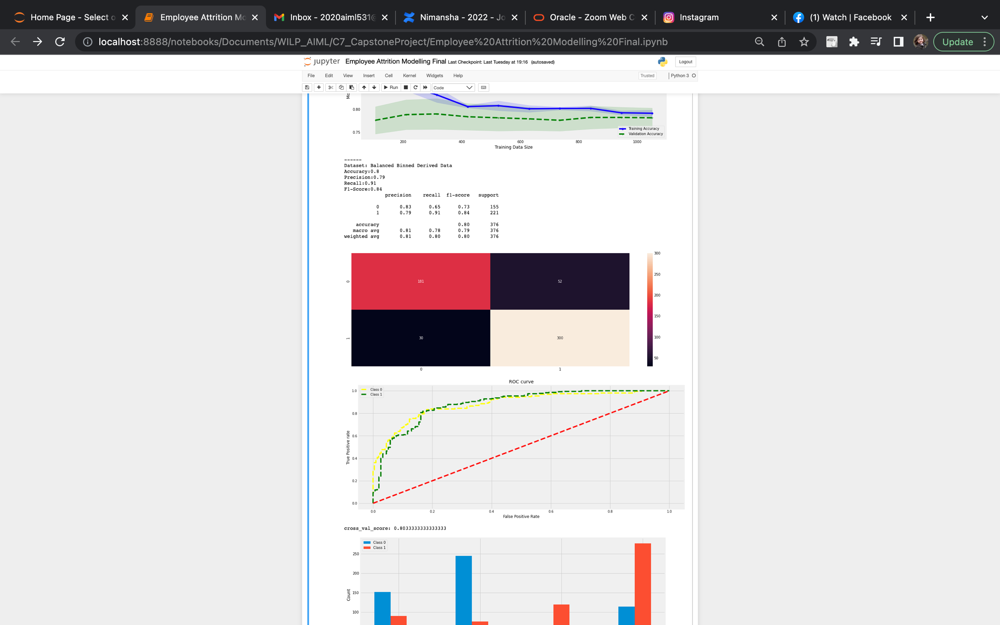 Home Page - Select o
Employee Attrition Mo
Inbox - 2020aiml531@
Nimansha - 2022 - Jo
Oracle - Zoom Web C
Instagram
(1) Watch | Facebook
localhost:8888/notebooks/Documents/WILP_AIML/C7_CapstoneProject/Employee%20Attrition%20Modelling%20Final.ipynb
Update
jupyter Employee Attrition Modelling Final Last Checkpoint: Last Tuesday at 19:16 (autosaved)
Logout
File Edit View Insert Cell Kernel Widgets Help
Trusted
Python 3
Run
Code
Mo
0.80
0.75
Training Accuracy
Validation Accuracy
200 400 600 800 1000
Training Data Size
------
Dataset: Balanced Binned Derived Data
Accuracy:0.8
Precision:0.79
Recall:0.91
F1-Score:0.84
precision recall f1-score support
0 0.83 0.65 0.73 155
1 0.79 0.91 0.84 221
accuracy 0.80 376
macro avg 0.81 0.78 0.79 376
weighted avg 0.81 0.80 0.80 376
0
181
52
1
30
300
0 1
300
250
200
150
100
50
ROC curve
Class 0
Class 1
1.0
0.8
0.6
0.4
0.2
0.0
True Positive rate
0.0 0.2 0.4 0.6 0.8 1.0
False Positive Rate
cross_val_score: 0.8033333333333333
Class 0
Class 1
250
200
150
100
Count